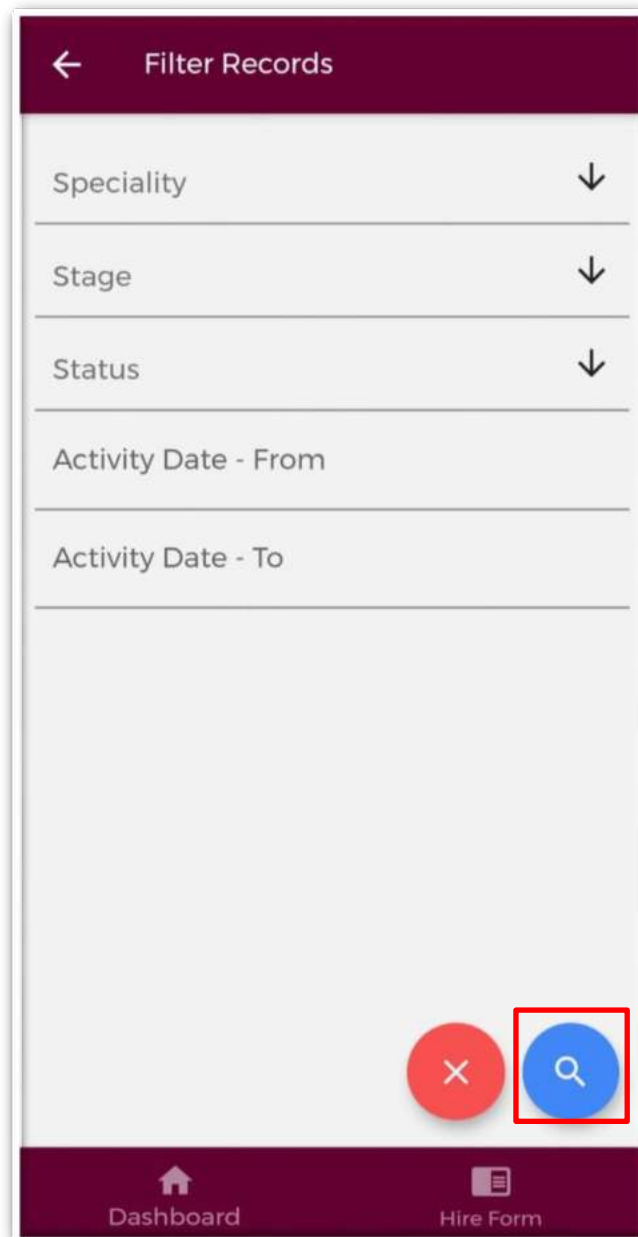 Filter Records
Speciality
Stage
Status
Activity Date - From
Activity Date - To
Dashboard
Hire Form